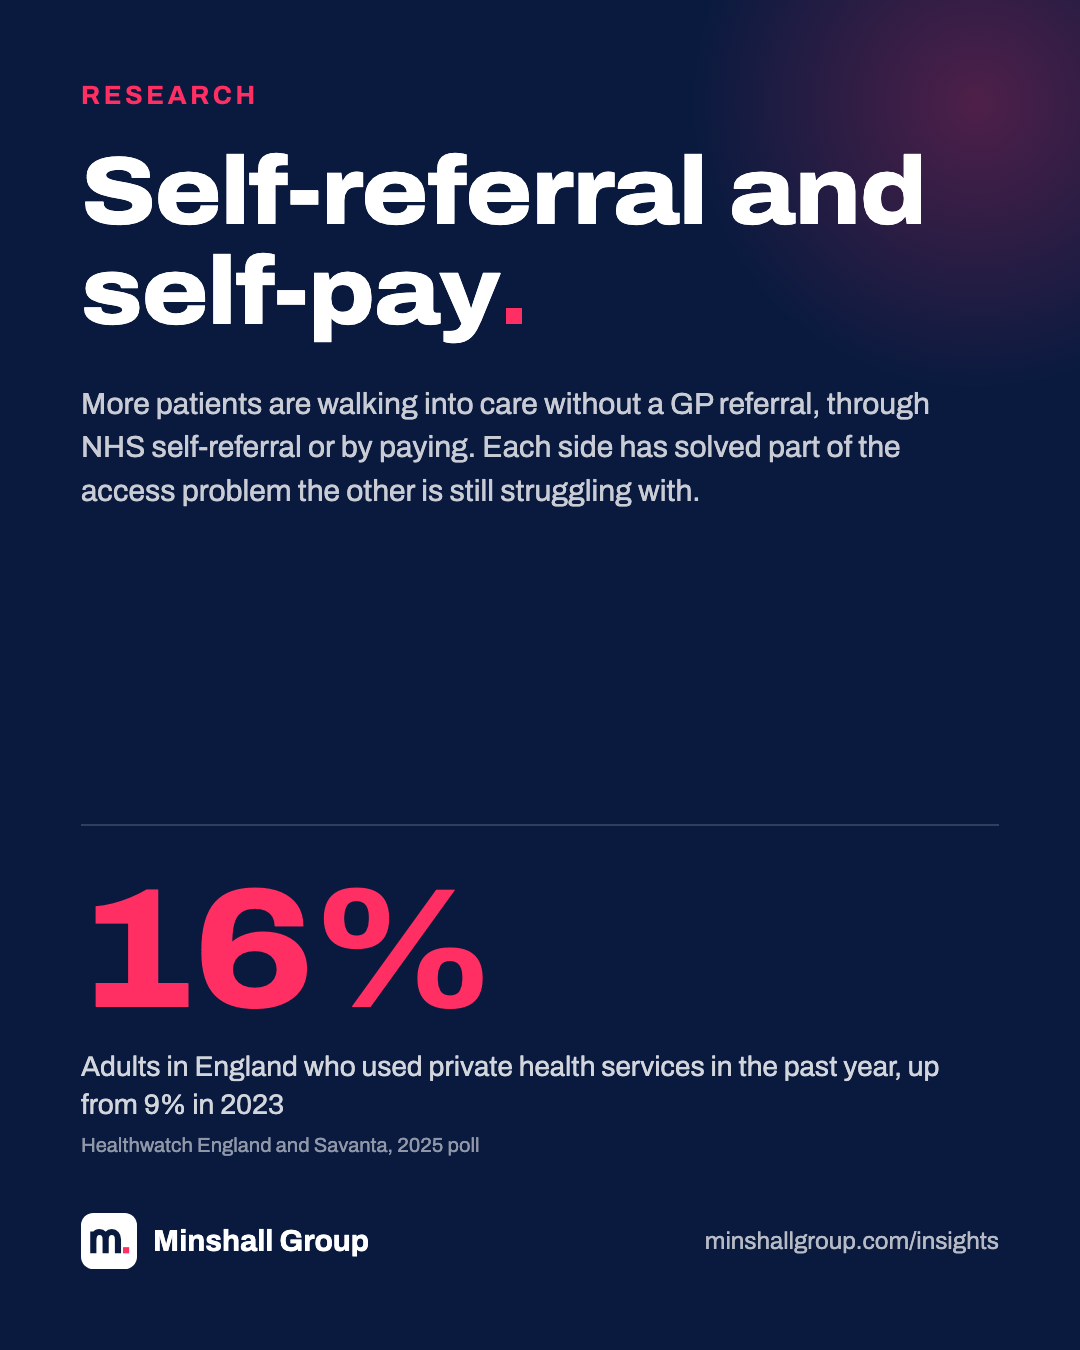 RESEARCH
Self-referral and
self-pay.
More patients are walking into care without a GP referral, through
NHS self-referral or by paying. Each side has solved part of the
access problem the other is still struggling with.
16%
Adults in England who used private health services in the past year, up
from 9% in 2023
Healthwatch England and Savanta, 2025 poll
m.
Minshall Group
minshallgroup.com/insights